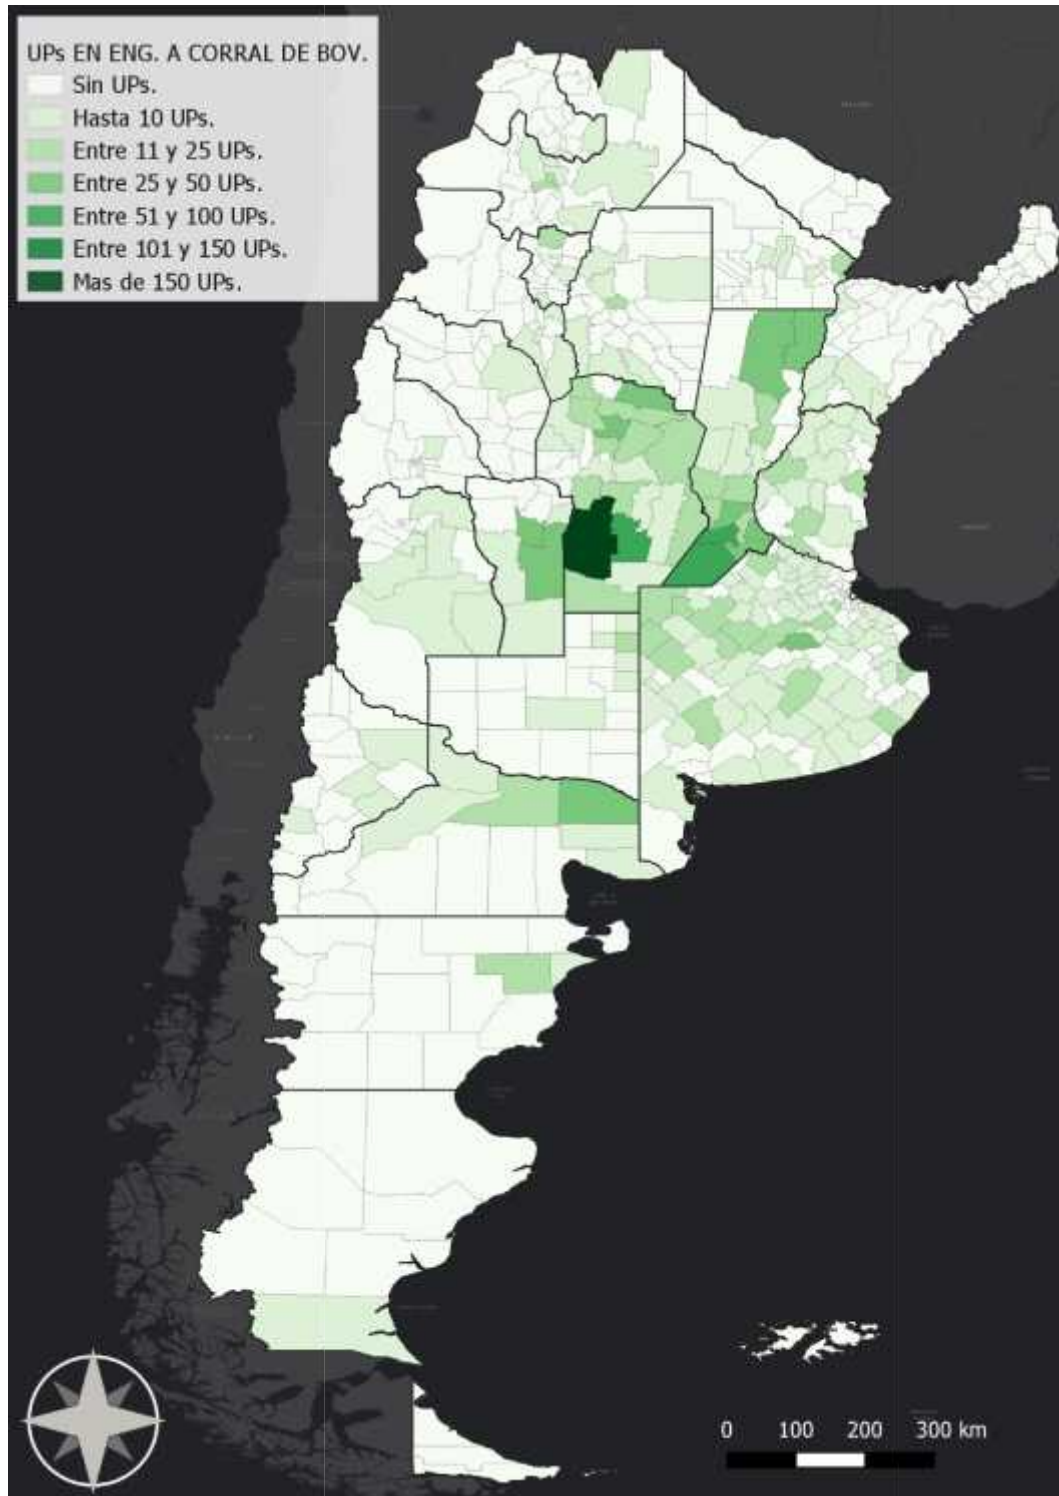 UPs EN ENG. A CORRAL DE BOV.
Sin UPs.
Hasta 10 UPs.
Entre 11 y 25 UPs.
Entre 25 y 50 UPs.
Entre 51 y 100 UPs.
Entre 101 y 150 UPs.
Mas de 150 UPs.
0 100 200 300 km